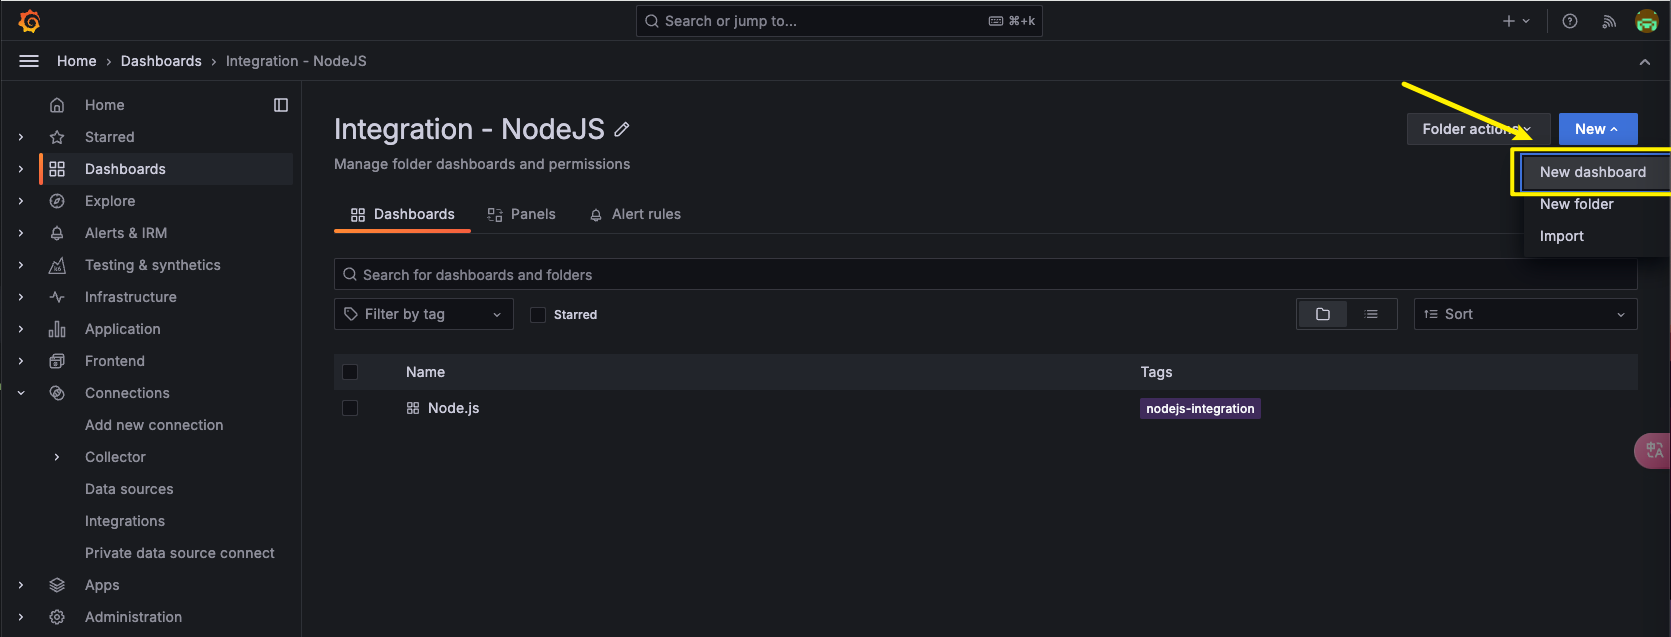 Search or jump to...
⌘+k
Home › Dashboards › Integration - NodeJS
Home
Starred
Dashboards
Explore
Alerts & IRM
Testing & synthetics
Infrastructure
Application
Frontend
Connections
Add new connection
Collector
Data sources
Integrations
Private data source connect
Apps
Administration
Integration - NodeJS
Manage folder dashboards and permissions
Folder actions
New
New dashboard
New folder
Import
Dashboards
Panels
Alert rules
Search for dashboards and folders
Filter by tag
Starred
Sort
Name
Tags
Node.js
nodejs-integration
中A